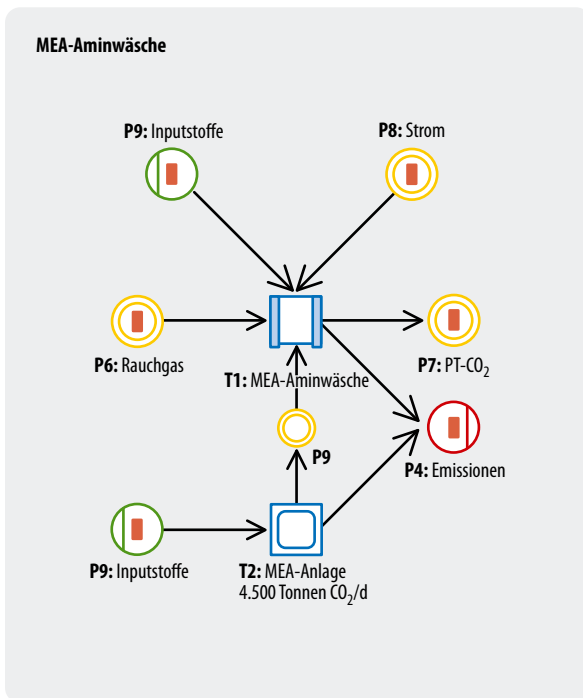 MEA-Aminwäsche
P9: Inputstoffe
P8: Strom
P6: Rauchgas
T1: MEA-Aminwäsche
P7: PT-CO₂
P9
P4: Emissionen
P9: Inputstoffe
T2: MEA-Anlage
4.500 Tonnen CO₂/d